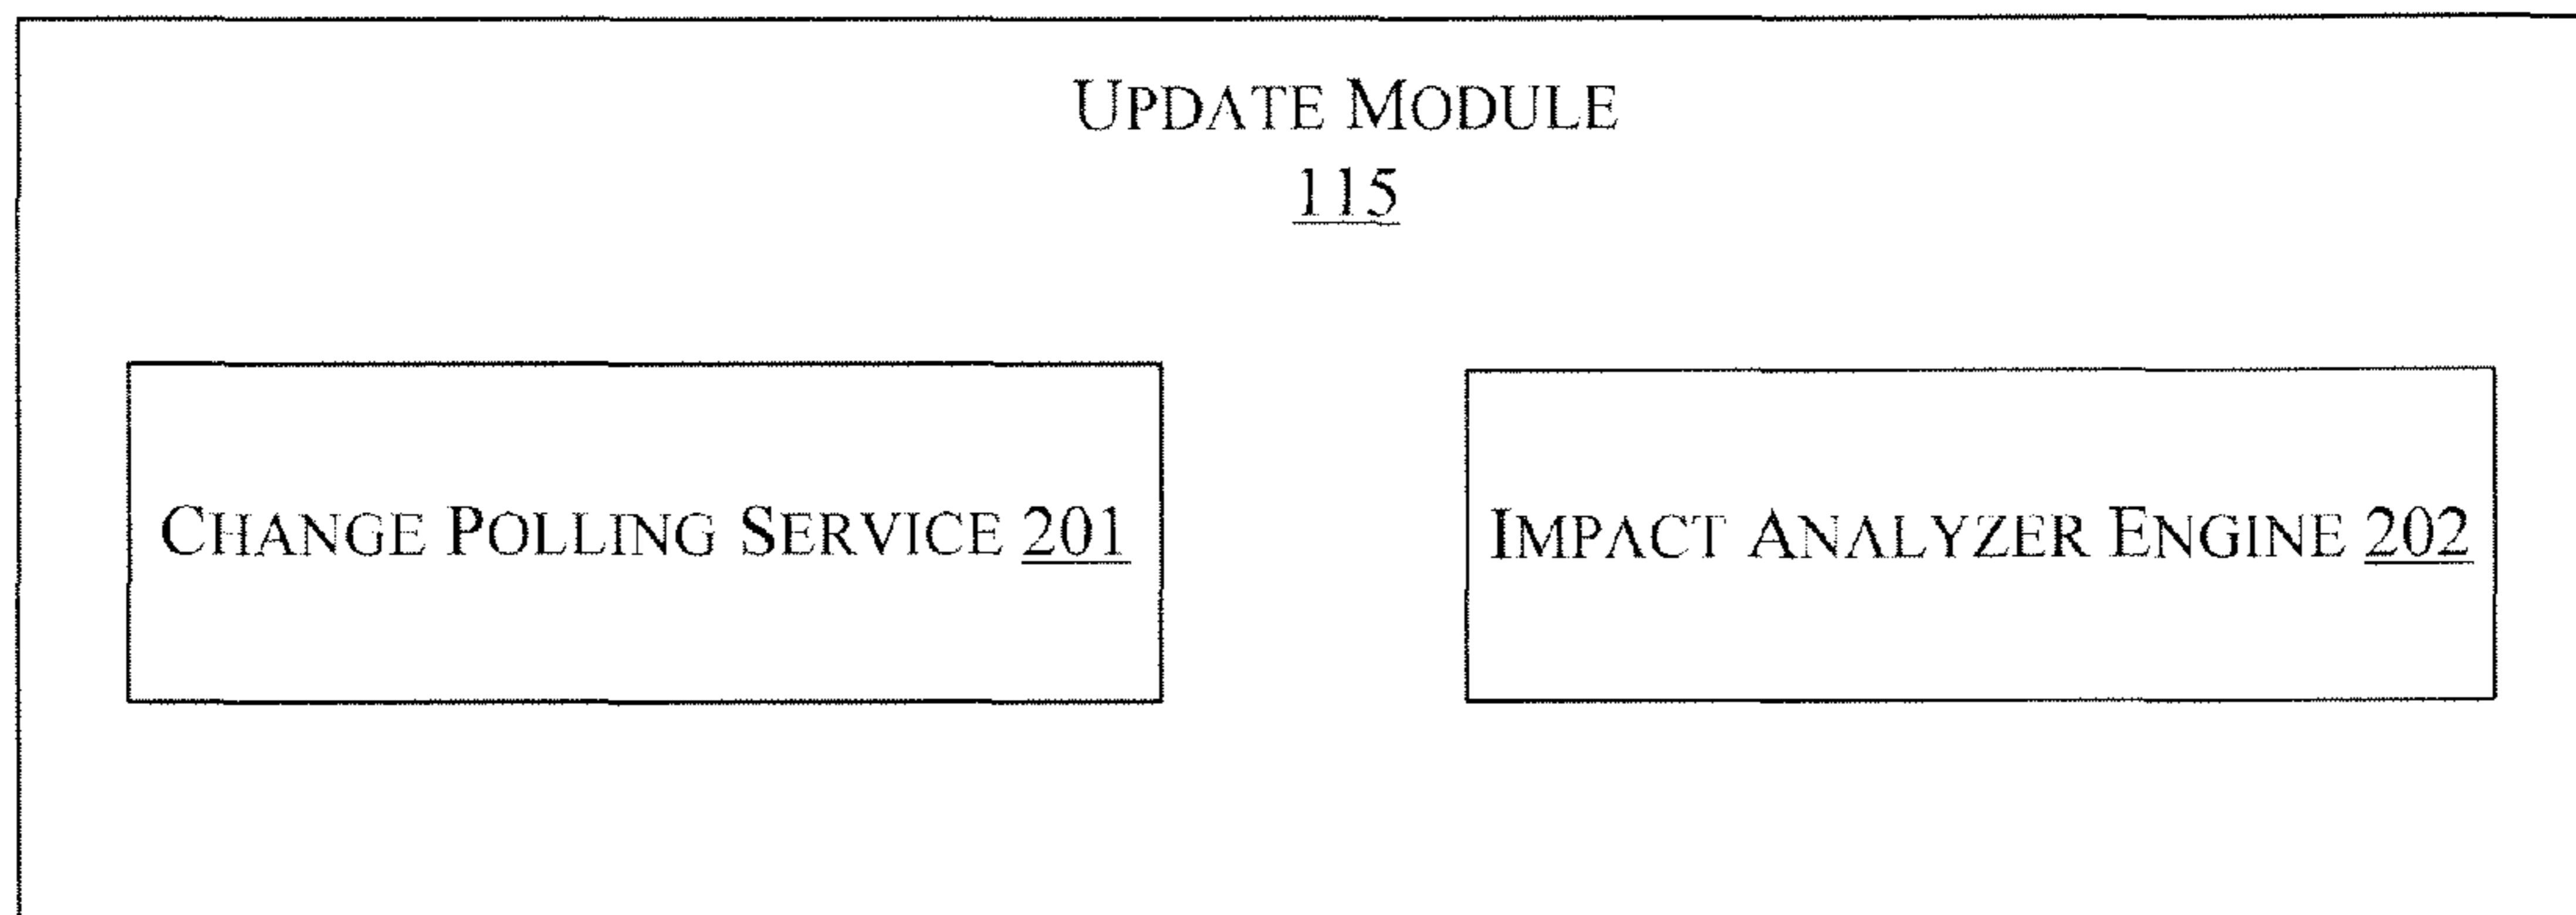 UPDATE MODULE
115
CHANGE POLLING SERVICE 201
IMPACT ANALYZER ENGINE 202